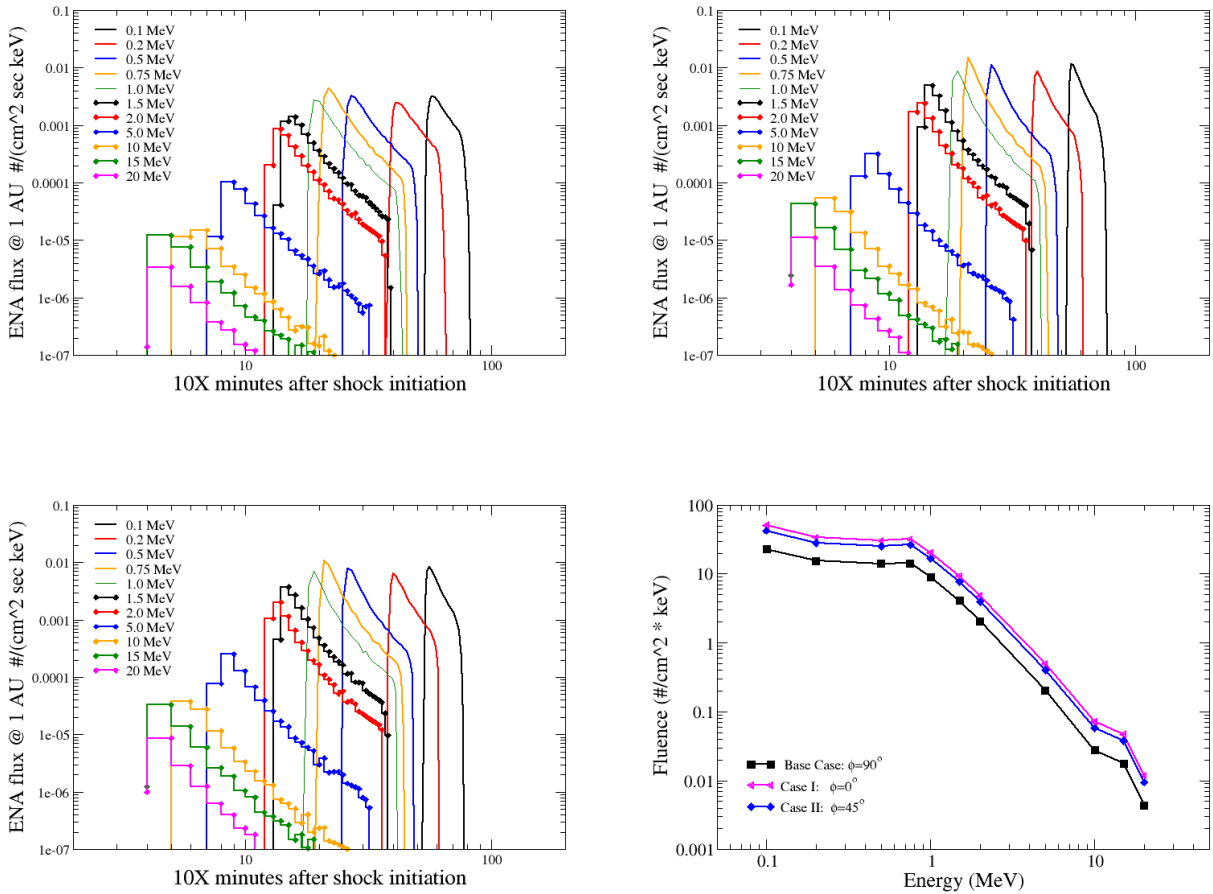 ENA flux @ 1 AU #/(cm^2 sec keV)
0.1
0.01
0.001
0.0001
1e-05
1e-06
1e-07
0.1 MeV
0.2 MeV
0.5 MeV
0.75 MeV
1.0 MeV
1.5 MeV
2.0 MeV
5.0 MeV
10 MeV
15 MeV
20 MeV
10 100
10X minutes after shock initiation
ENA flux @ 1 AU #/(cm^2 sec keV)
0.1
0.01
0.001
0.0001
1e-05
1e-06
1e-07
0.1 MeV
0.2 MeV
0.5 MeV
0.75 MeV
1.0 MeV
1.5 MeV
2.0 MeV
5.0 MeV
10 MeV
15 MeV
20 MeV
10 100
10X minutes after shock initiation
ENA flux @ 1 AU #/(cm^2 sec keV)
0.1
0.01
0.001
0.0001
1e-05
1e-06
1e-07
0.1 MeV
0.2 MeV
0.5 MeV
0.75 MeV
1.0 MeV
1.5 MeV
2.0 MeV
5.0 MeV
10 MeV
15 MeV
20 MeV
10 100
10X minutes after shock initiation
Fluence (#/cm^2 * keV)
100
10
1
0.1
0.01
0.001
Base Case: ϕ=90°
Case I: ϕ=0°
Case II: ϕ=45°
0.1 1 10
Energy (MeV)